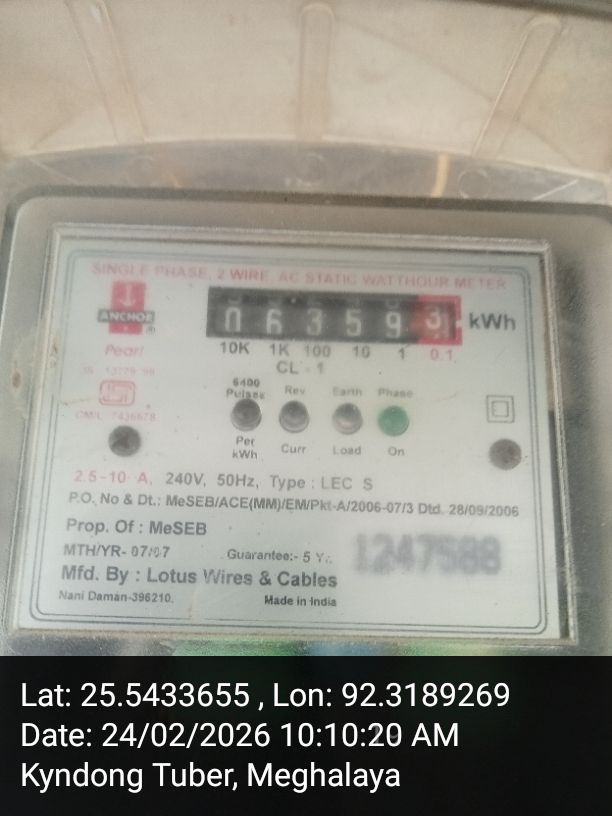 SINGLE PHASE, 2 WIRE, AC STATIC WATTHOUR METER
ANCHOR ®
Pearl
0 6 3 5 9 3 kWh
10K 1K 100 10 1 0.1
CL - 1
6400 Pulses Per kWh
Rev Curr
Earth Load
Phase On
CM/L
2.5-10 A, 240V, 50Hz, Type : LEC S
P.O. No & Dt.: MeSEB/ACE(MM)/EM/Pkt-A/2006-07/3 Dtd. 28/09/2006
Prop. Of : MeSEB
MTH/YR- 07/07 Guarantee:- 5 Yr.
1247588
Mfd. By : Lotus Wires & Cables
Nani Daman-396210. Made in India
Lat: 25.5433655 , Lon: 92.3189269
Date: 24/02/2026 10:10:20 AM
Kyndong Tuber, Meghalaya